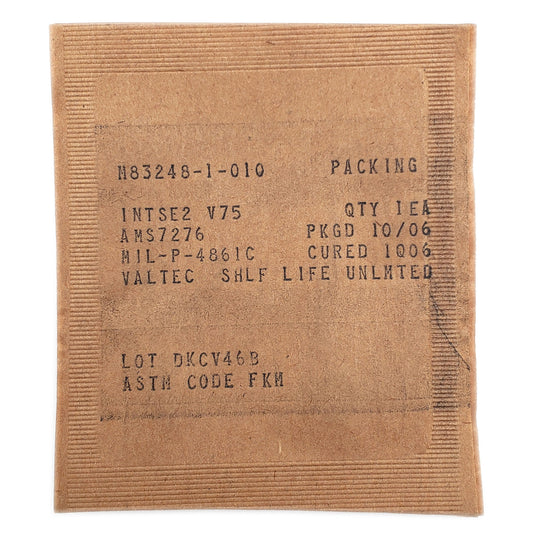 M83248-1-010 PACKING
INTSE2 V75 QTY 1EA
AMS7276 PKGD 10/06
MIL-P-4861C CURED 1Q06
VALTEC SHLF LIFE UNLMTED
LOT DKCV46B
ASTM CODE FKM